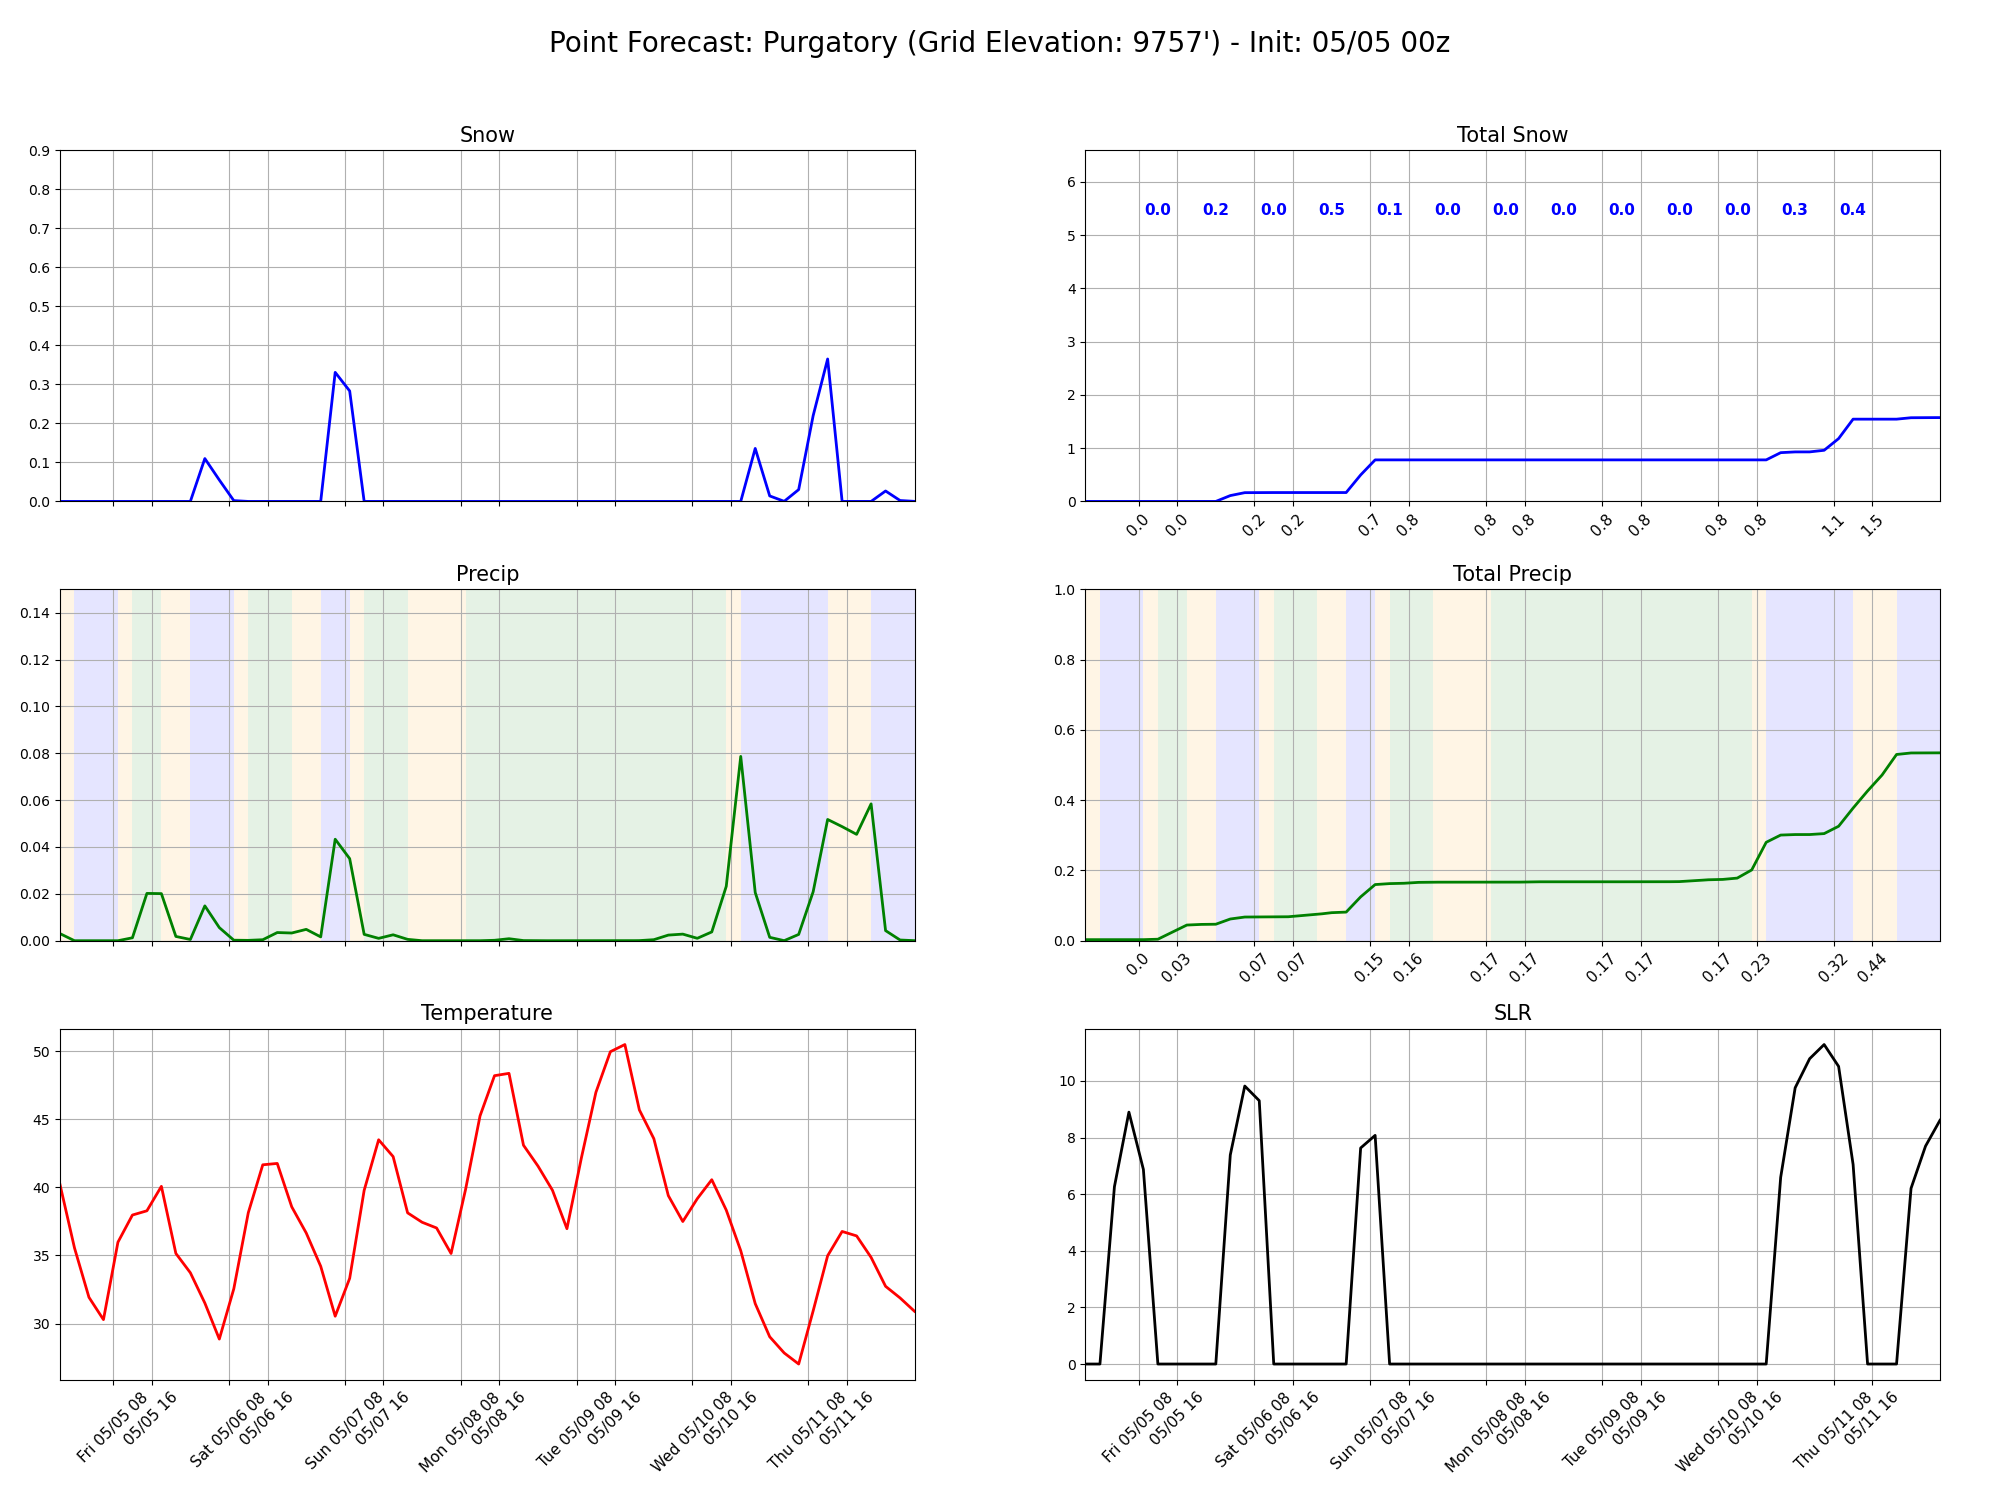 Point Forecast: Purgatory (Grid Elevation: 9757') - Init: 05/05 00z
Snow
0.9
0.8
0.7
0.6
0.5
0.4
0.3
0.2
0.1
0.0
Total Snow
6
5
4
3
2
1
0
0.0 0.2 0.0 0.5 0.1 0.0 0.0 0.0 0.0 0.0 0.0 0.3 0.4
0.0 0.0 0.2 0.2 0.7 0.8 0.8 0.8 0.8 0.8 0.8 0.8 1.1 1.5
Precip
0.14
0.12
0.10
0.08
0.06
0.04
0.02
0.00
Total Precip
1.0
0.8
0.6
0.4
0.2
0.0
0.0 0.03 0.07 0.07 0.15 0.16 0.17 0.17 0.17 0.17 0.17 0.23 0.32 0.44
Temperature
50
45
40
35
30
Fri 05/05 08
05/05 16
Sat 05/06 08
05/06 16
Sun 05/07 08
05/07 16
Mon 05/08 08
05/08 16
Tue 05/09 08
05/09 16
Wed 05/10 08
05/10 16
Thu 05/11 08
05/11 16
SLR
10
8
6
4
2
0
Fri 05/05 08
05/05 16
Sat 05/06 08
05/06 16
Sun 05/07 08
05/07 16
Mon 05/08 08
05/08 16
Tue 05/09 08
05/09 16
Wed 05/10 08
05/10 16
Thu 05/11 08
05/11 16